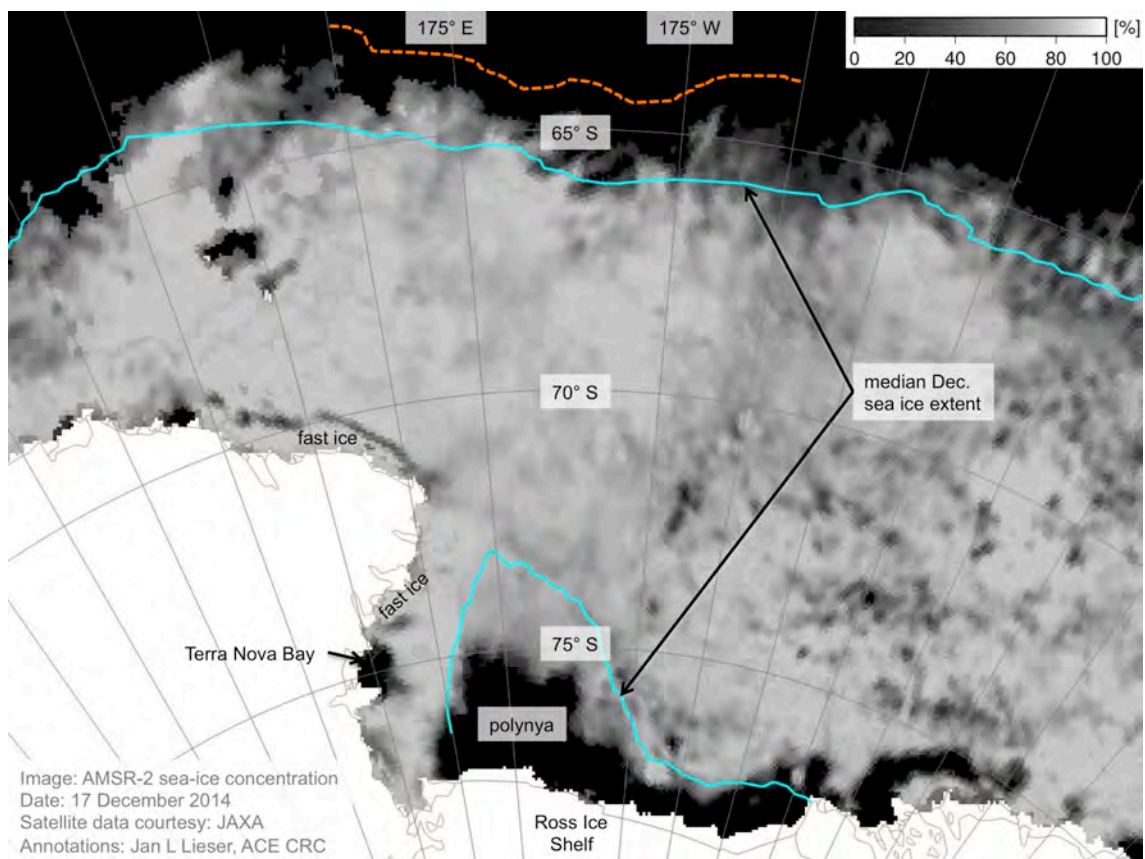 175° E
175° W
[%]
0 20 40 60 80 100
65° S
70° S
median Dec.
sea ice extent
fast ice
fast ice
75° S
Terra Nova Bay
polynya
Ross Ice
Shelf
Image: AMSR-2 sea-ice concentration
Date: 17 December 2014
Satellite data courtesy: JAXA
Annotations: Jan L Lieser, ACE CRC